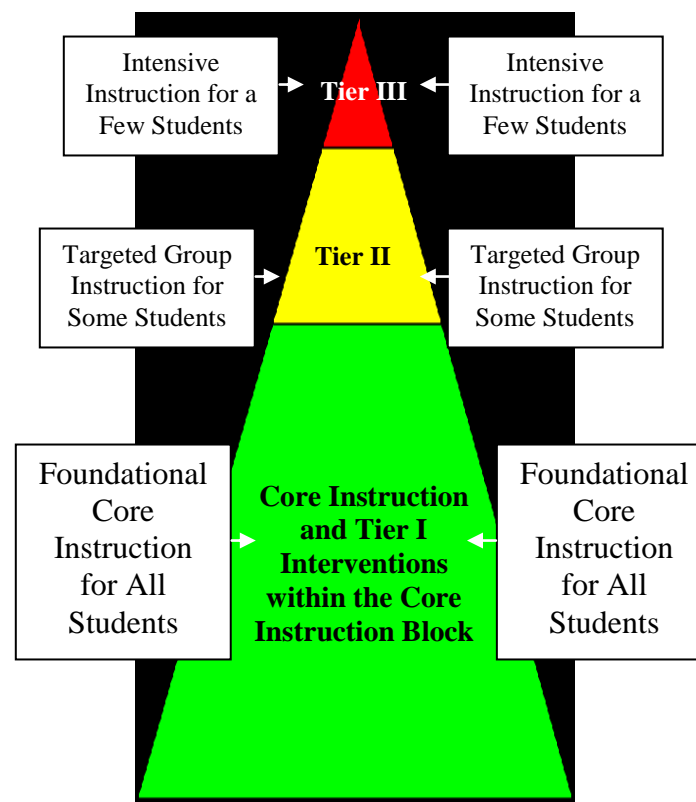 Intensive
Instruction for a
Few Students
Tier III
Intensive
Instruction for a
Few Students
Targeted Group
Instruction for
Some Students
Tier II
Targeted Group
Instruction for
Some Students
Foundational
Core
Instruction
for All
Students
Core Instruction
and Tier I
Interventions
within the Core
Instruction Block
Foundational
Core
Instruction
for All
Students